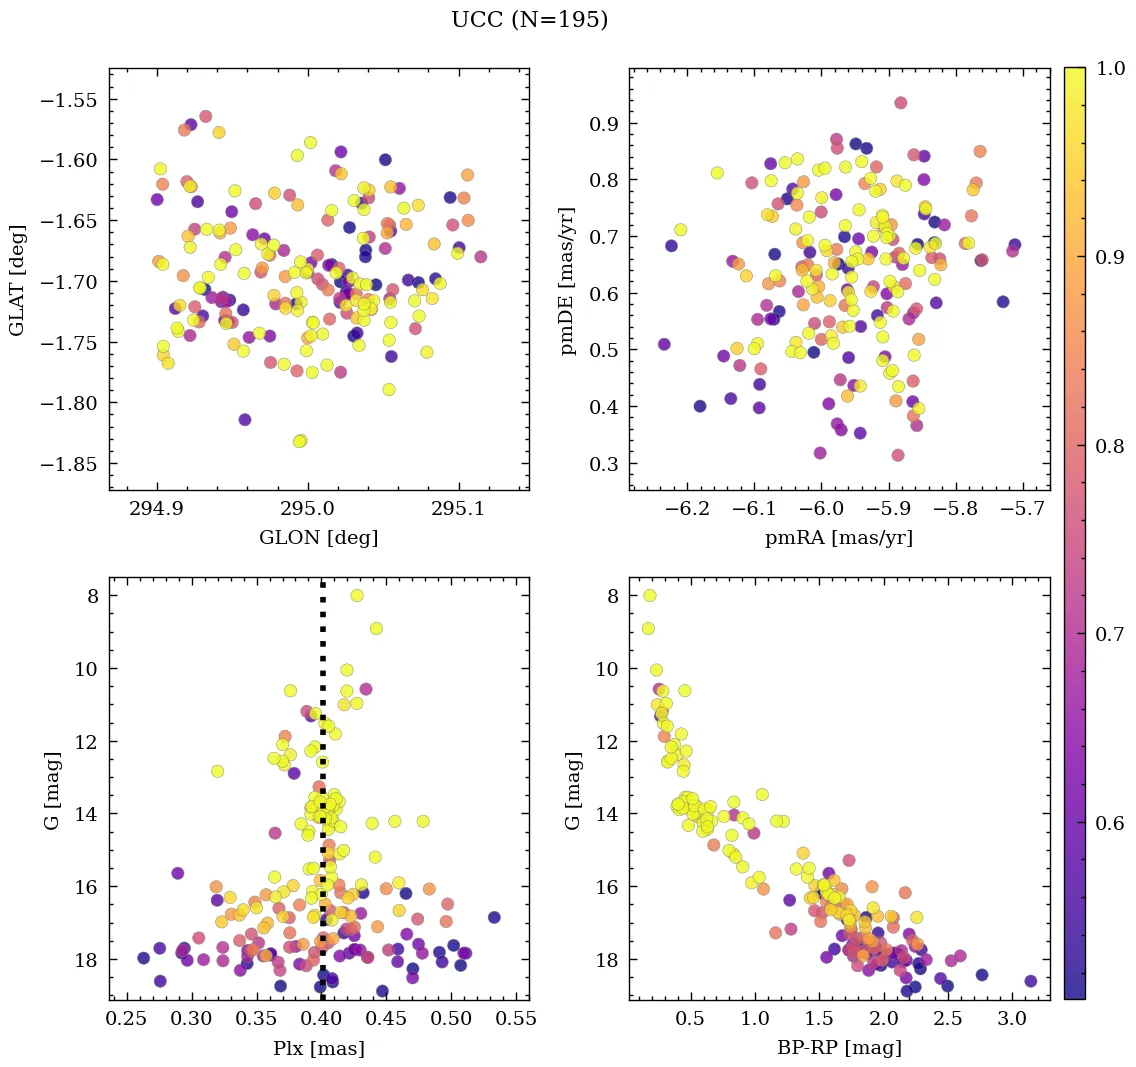 UCC (N=195)
−1.55
−1.60
−1.65
−1.70
−1.75
−1.80
−1.85
GLAT [deg]
294.9 295.0 295.1
GLON [deg]
0.9
0.8
0.7
0.6
0.5
0.4
0.3
pmDE [mas/yr]
−6.2 −6.1 −6.0 −5.9 −5.8 −5.7
pmRA [mas/yr]
1.0
0.9
0.8
0.7
0.6
8
10
12
14
16
18
G [mag]
0.25 0.30 0.35 0.40 0.45 0.50 0.55
Plx [mas]
8
10
12
14
16
18
G [mag]
0.5 1.0 1.5 2.0 2.5 3.0
BP-RP [mag]